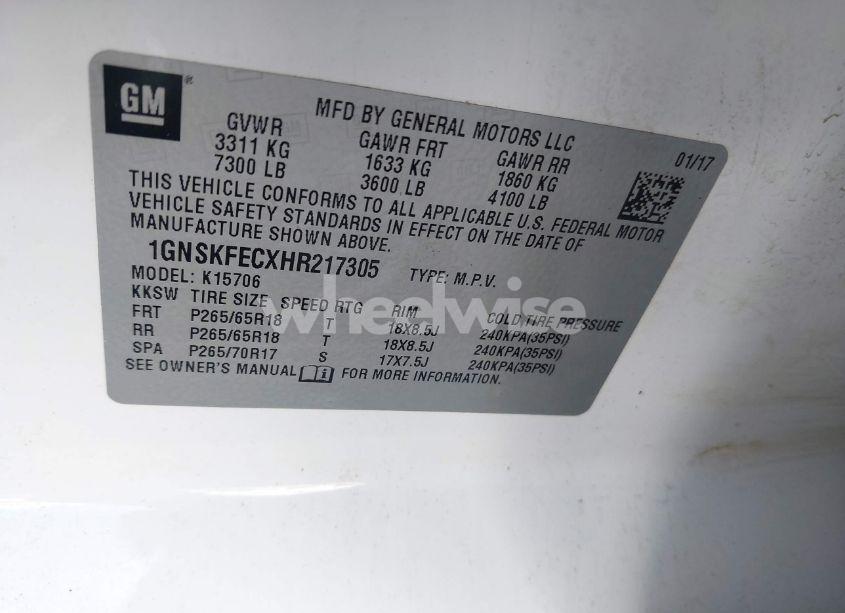 GM ®
MFD BY GENERAL MOTORS LLC
GVWR GAWR FRT GAWR RR 01/17
3311 KG 1633 KG 1860 KG
7300 LB 3600 LB 4100 LB
THIS VEHICLE CONFORMS TO ALL APPLICABLE U.S. FEDERAL MOTOR
VEHICLE SAFETY STANDARDS IN EFFECT ON THE DATE OF
MANUFACTURE SHOWN ABOVE.
1GNSKFECXHR217305 TYPE: M.P.V.
MODEL: K15706
KKSW TIRE SIZE SPEED RTG RIM COLD TIRE PRESSURE
FRT P265/65R18 T 18X8.5J 240KPA(35PSI)
RR P265/65R18 T 18X8.5J 240KPA(35PSI)
SPA P265/70R17 S 17X7.5J 240KPA(35PSI)
SEE OWNER'S MANUAL FOR MORE INFORMATION.
wheelwise